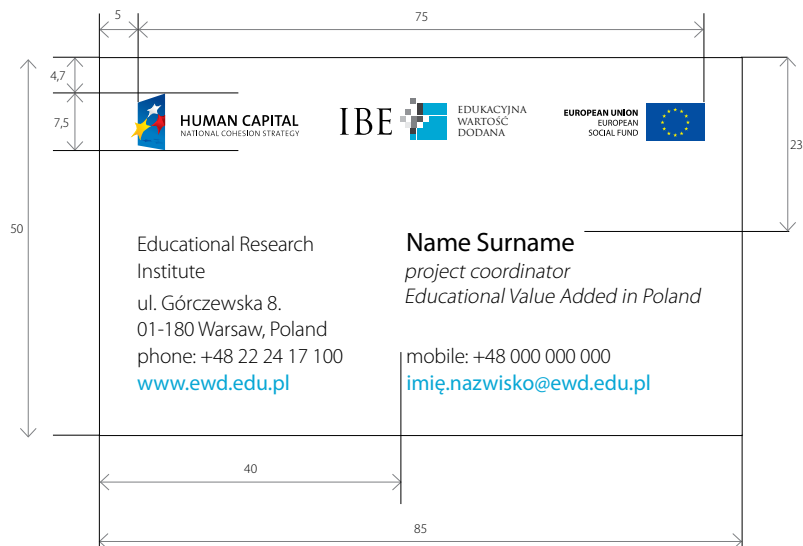 5
75
4,7
7,5
HUMAN CAPITAL
NATIONAL COHESION STRATEGY
IBE
EDUKACYJNA
WARTOŚĆ
DODANA
EUROPEAN UNION
EUROPEAN
SOCIAL FUND
23
50
Educational Research
Institute
ul. Górczewska 8.
01-180 Warsaw, Poland
phone: +48 22 24 17 100
www.ewd.edu.pl
Name Surname
project coordinator
Educational Value Added in Poland
mobile: +48 000 000 000
imię.nazwisko@ewd.edu.pl
40
85